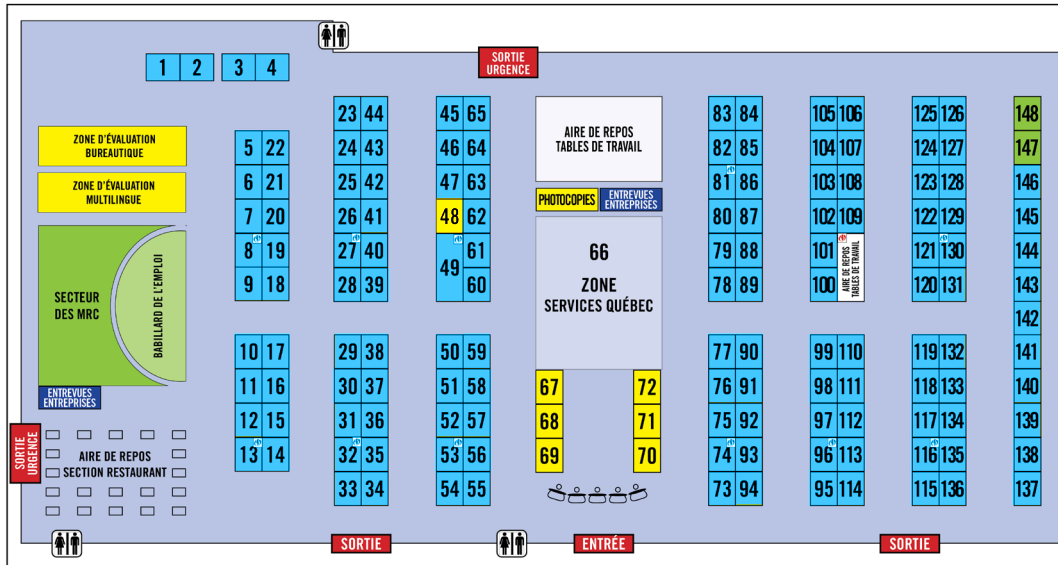 SORTIE
URGENCE
1 2 3 4
23 44 45 65
AIRE DE REPOS
TABLES DE TRAVAIL
83 84 105 106 125 126 148
ZONE D'ÉVALUATION
BUREAUTIQUE
5 22 24 43 46 64 82 85 104 107 124 127 147
ZONE D'ÉVALUATION
MULTILINGUE
6 21 25 42 47 63 81 86 103 108 123 128 146
PHOTOCOPIES
ENTREVUES
ENTREPRISES
7 20 26 41 48 62 80 87 102 109 122 129 145
8 19 27 40 49 61 79 88 101 121 130 144
AIRE DE REPOS
TABLES DE TRAVAIL
66
ZONE
SERVICES QUÉBEC
9 18 28 39 60 78 89 100 120 131 143
SECTEUR
DES MRC
BABILLARD DE L'EMPLOI
142
10 17 29 38 50 59 77 90 99 110 119 132 141
11 16 30 37 51 58 67 72 76 91 98 111 118 133 140
ENTREVUES
ENTREPRISES
12 15 31 36 52 57 68 71 75 92 97 112 117 134 139
SORTIE
URGENCE
AIRE DE REPOS
SECTION RESTAURANT
13 14 32 35 53 56 69 70 74 93 96 113 116 135 138
33 34 54 55 73 94 95 114 115 136 137
SORTIE
ENTRÉE
SORTIE